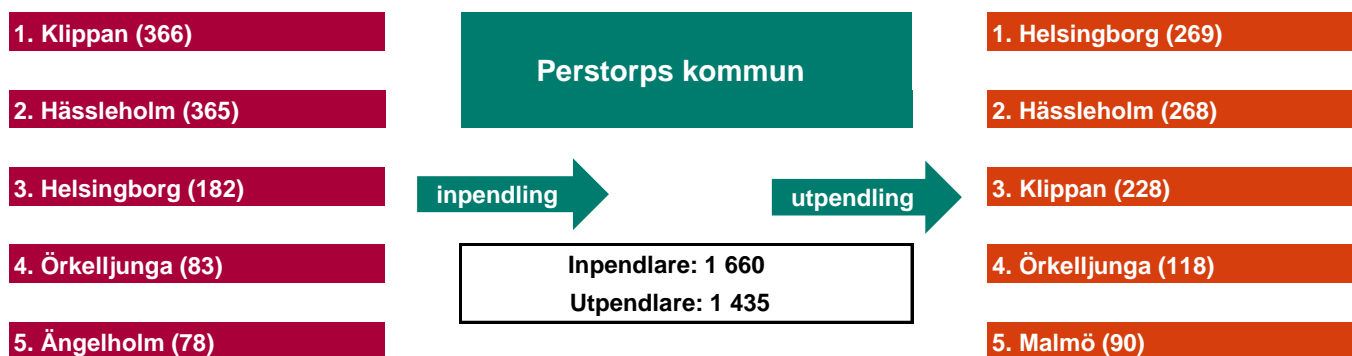 1. Klippan (366)
2. Hässleholm (365)
3. Helsingborg (182)
4. Örkelljunga (83)
5. Ängelholm (78)
Perstorps kommun
inpendling
utpendling
Inpendlare: 1 660
Utpendlare: 1 435
1. Helsingborg (269)
2. Hässleholm (268)
3. Klippan (228)
4. Örkelljunga (118)
5. Malmö (90)